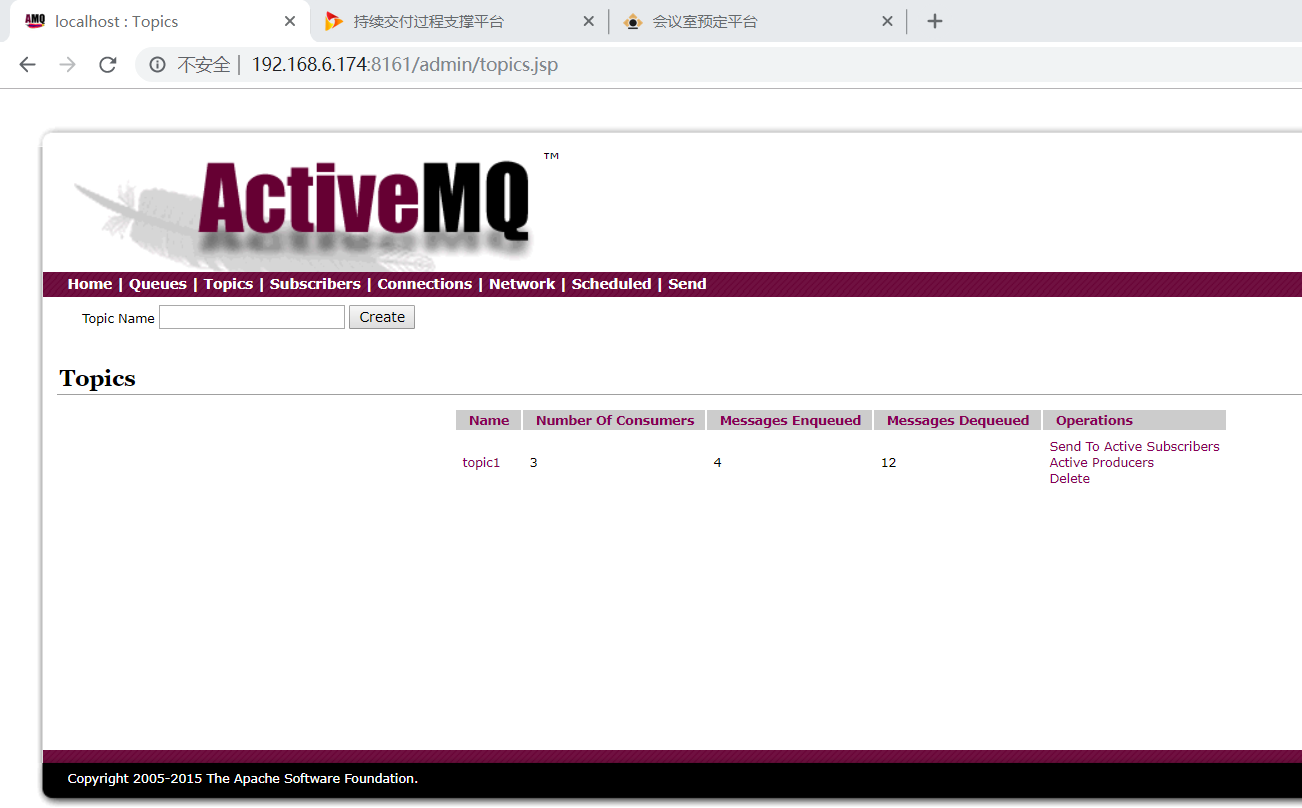 AMQ localhost : Topics 持续交付过程支撑平台 会议室预定平台
不安全 | 192.168.6.174:8161/admin/topics.jsp
ActiveMQ ™
Home | Queues | Topics | Subscribers | Connections | Network | Scheduled | Send
Topic Name Create
Topics
Name Number Of Consumers Messages Enqueued Messages Dequeued Operations
topic1 3 4 12 Send To Active Subscribers
Active Producers
Delete
Copyright 2005-2015 The Apache Software Foundation.